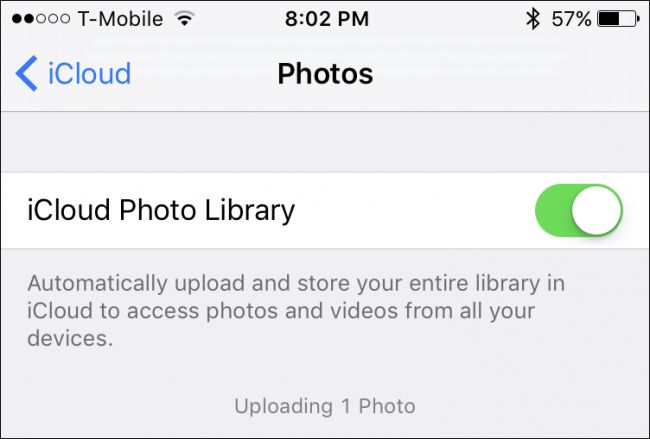 T-Mobile 8:02 PM 57%
iCloud Photos
iCloud Photo Library
Automatically upload and store your entire library in
iCloud to access photos and videos from all your
devices.
Uploading 1 Photo